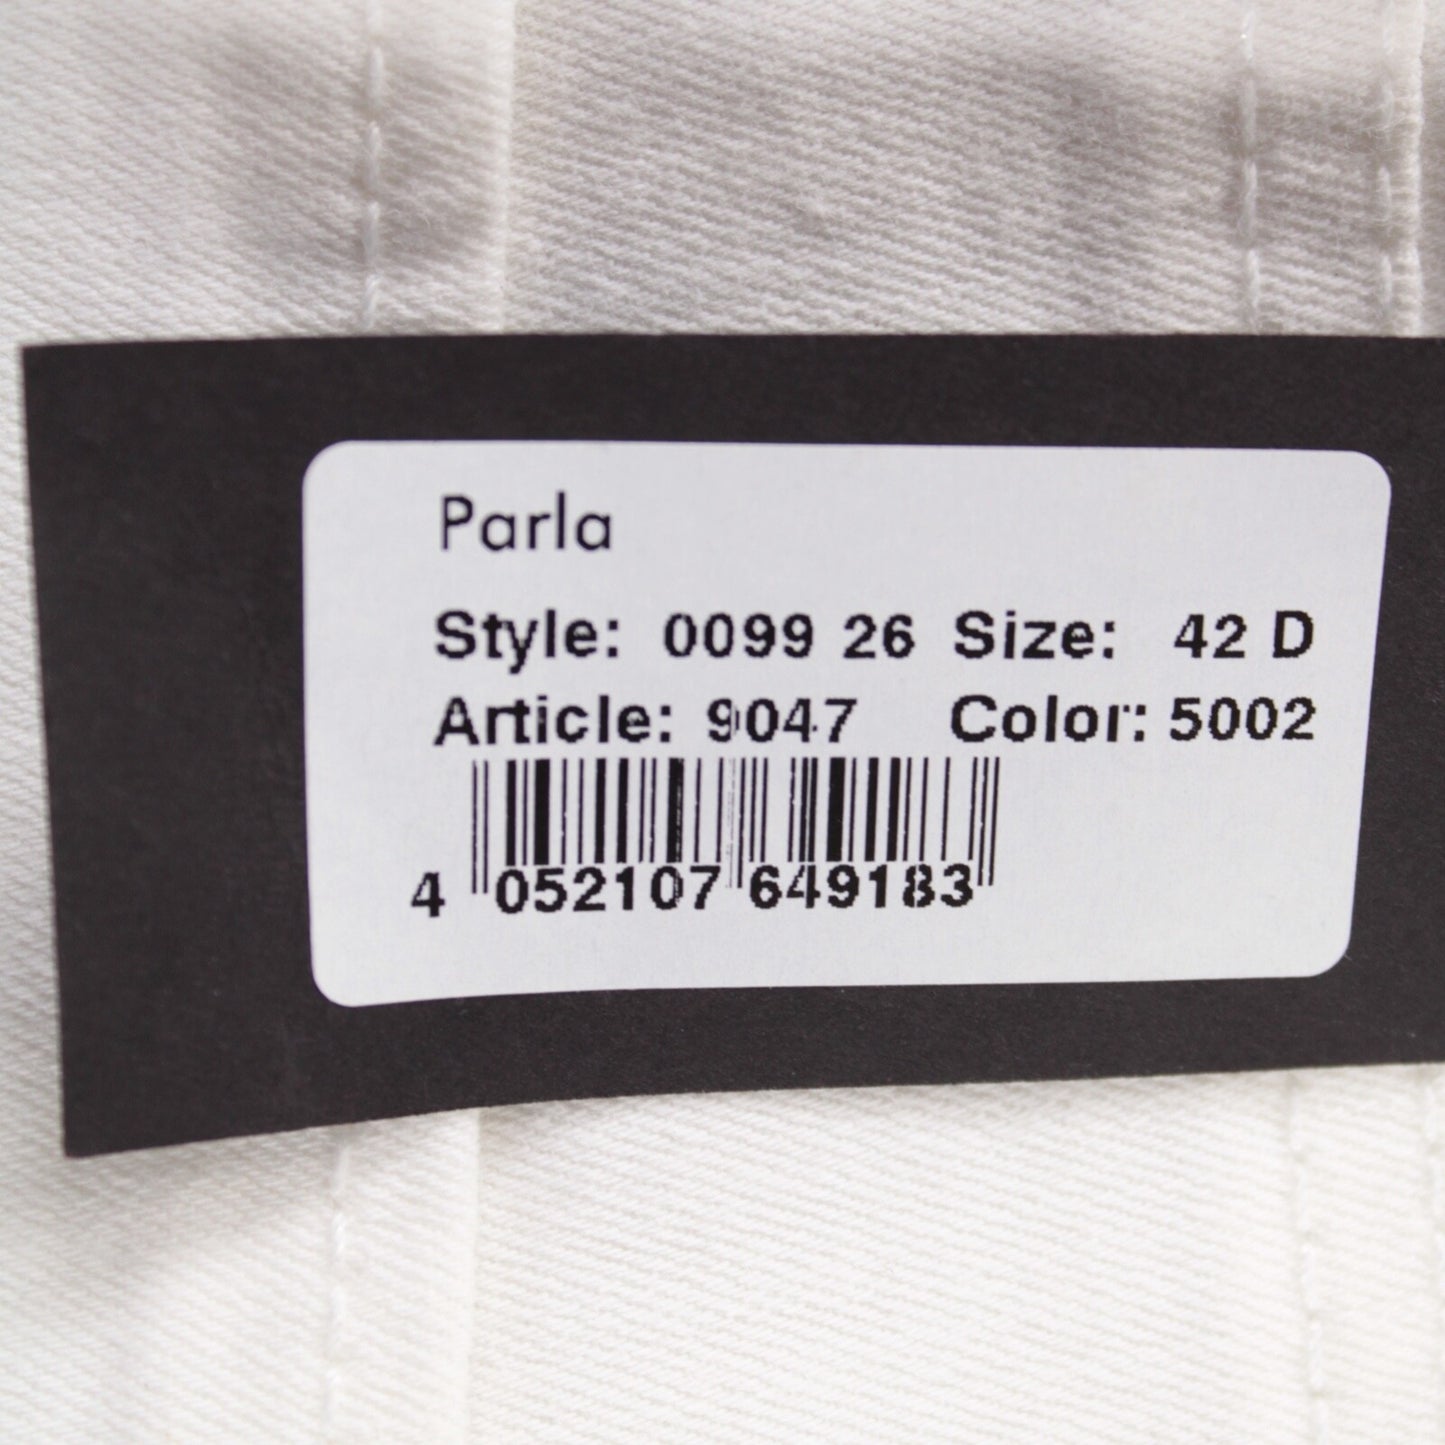 Parla
Style: 0099 26 Size: 42 D
Article: 9047 Color: 5002
4 052107 649183